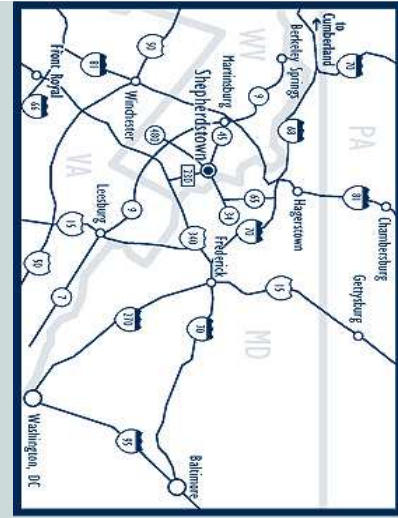 Chambersburg
Gettysburg
PA
70
81
to
Cumberland
Berkeley Springs
68
Hagerstown
15
WV
9
65
70
MD
Martinsburg
45
34
Frederick
Shepherdstown
230
340
70
Baltimore
50
480
Winchester
9
Leesburg
270
95
81
VA
15
7
Front Royal
66
50
Washington, DC